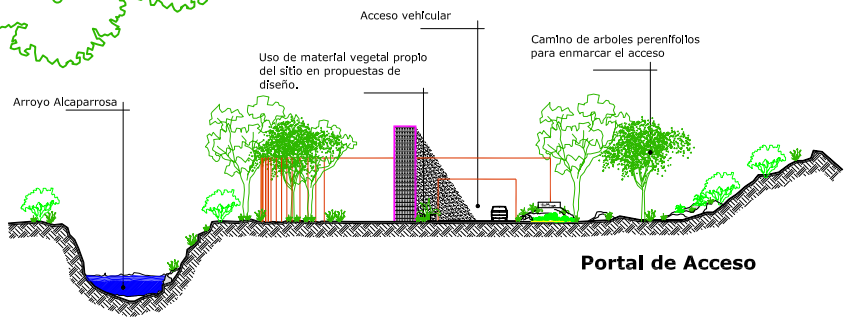 Acceso vehicular
Camino de arboles perenifolios
para enmarcar el acceso
Uso de material vegetal propio
del sitio en propuestas de
diseño.
Arroyo Alcaparrosa
Portal de Acceso